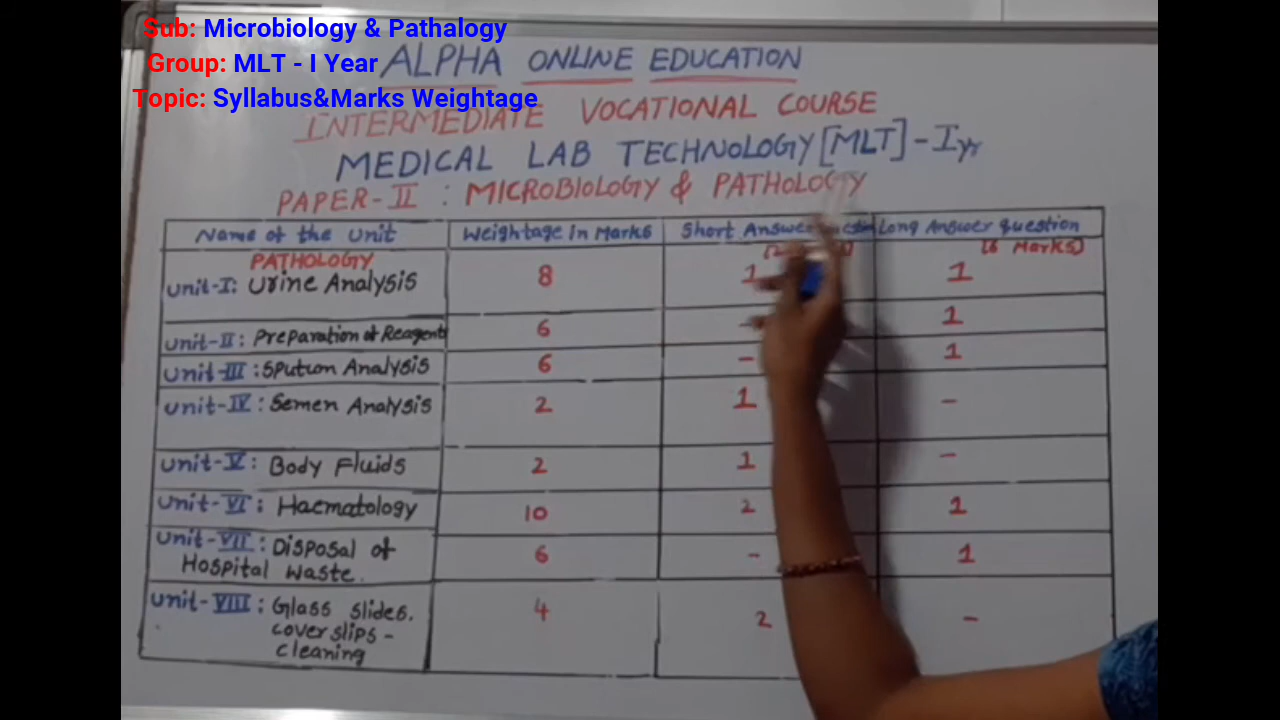 Sub: Microbiology & Pathalogy
Group: MLT - I Year
Topic: Syllabus&Marks Weightage
ALPHA ONLINE EDUCATION
INTERMEDIATE VOCATIONAL COURSE
MEDICAL LAB TECHNOLOGY [MLT] - I yr
PAPER-II : MICROBIOLOGY & PATHOLOGY
Name of the Unit Weightage In Marks Short Answer Long Answer Question
(6 Marks)
PATHOLOGY
Unit-I: Urine Analysis 8 1 1
Unit-II: Preparation of Reagents 6 - 1
Unit-III: Sputum Analysis 6 - 1
Unit-IV: Semen Analysis 2 1 -
Unit-V: Body Fluids 2 1 -
Unit-VI: Haematology 10 2 1
Unit-VII: Disposal of Hospital Waste. 6 - 1
Unit-VIII: Glass slides. 4 2 -
coverslips -
cleaning